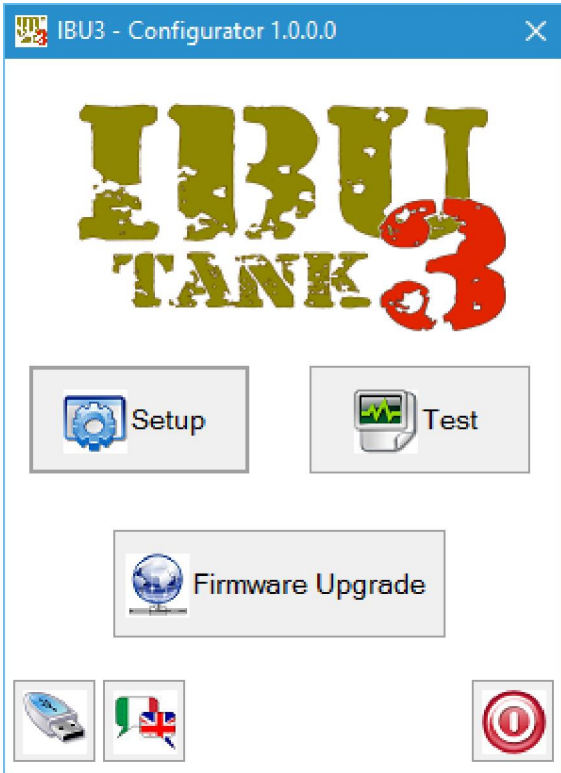 IBU3 - Configurator 1.0.0.0
IBU
TANK 3
Setup
Test
Firmware Upgrade